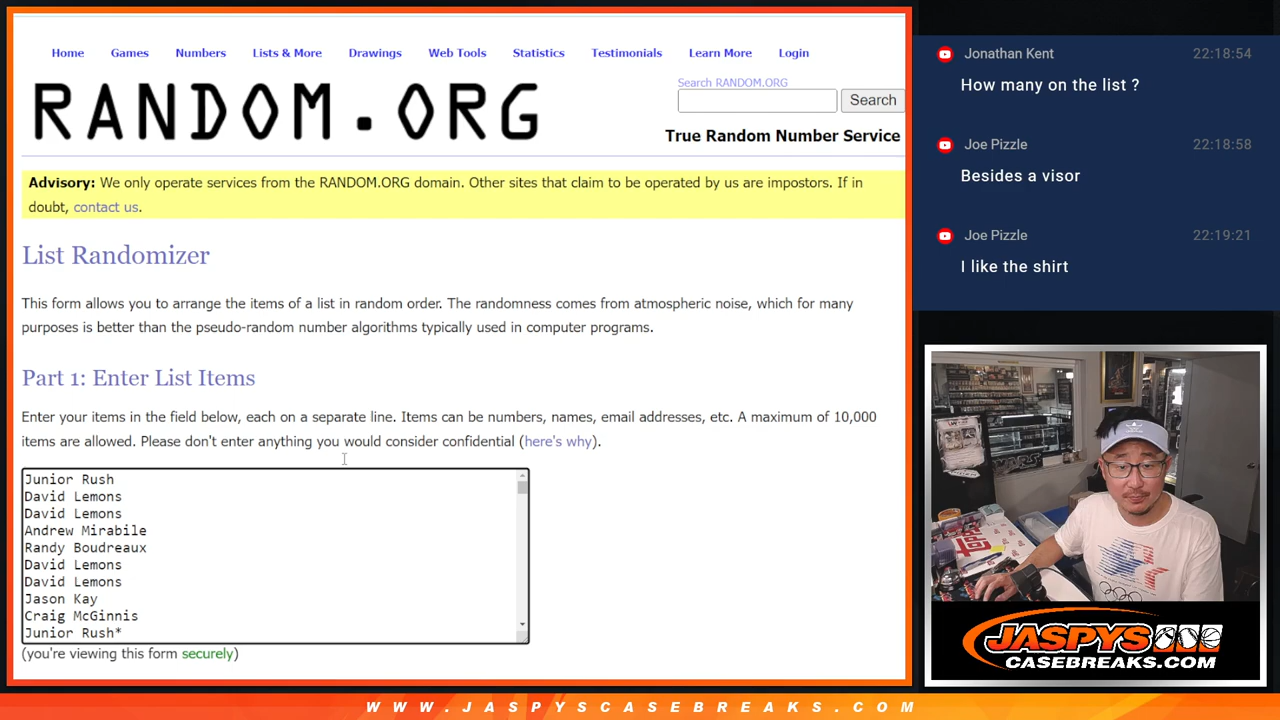 Home Games Numbers Lists & More Drawings Web Tools Statistics Testimonials Learn More Login
RANDOM.ORG
Search RANDOM.ORG
Search
True Random Number Service
Advisory: We only operate services from the RANDOM.ORG domain. Other sites that claim to be operated by us are impostors. If in
doubt, contact us.
List Randomizer
This form allows you to arrange the items of a list in random order. The randomness comes from atmospheric noise, which for many
purposes is better than the pseudo-random number algorithms typically used in computer programs.
Part 1: Enter List Items
Enter your items in the field below, each on a separate line. Items can be numbers, names, email addresses, etc. A maximum of 10,000
items are allowed. Please don't enter anything you would consider confidential (here's why).
Junior Rush
David Lemons
David Lemons
Andrew Mirabile
Randy Boudreaux
David Lemons
David Lemons
Jason Kay
Craig McGinnis
Junior Rush*
(you're viewing this form securely)
Jonathan Kent 22:18:54
How many on the list ?
Joe Pizzle 22:18:58
Besides a visor
Joe Pizzle 22:19:21
I like the shirt
topps
JASPYS
CASEBREAKS.COM
WWW.JASPYSCASEBREAKS.COM